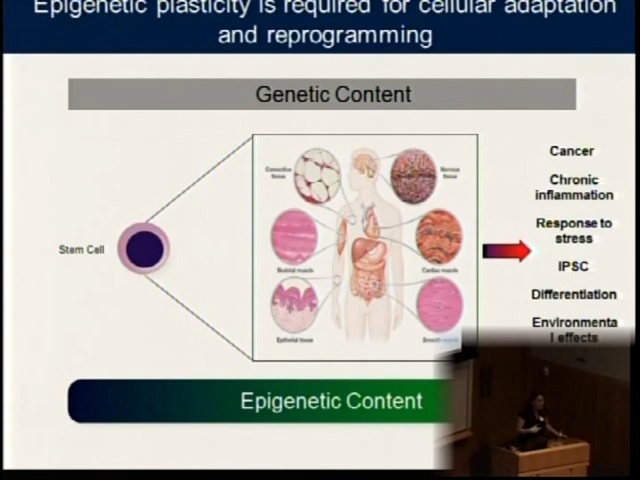 Epigenetic plasticity is required for cellular adaptation
and reprogramming
Genetic Content
Connective
tissue
Nervous
tissue
Stem Cell
Skeletal muscle
Cardiac muscle
Epithelial tissue
Smooth muscle
Cancer
Chronic
inflammation
Response to
stress
IPSC
Differentiation
Environmenta
l effects
Epigenetic Content